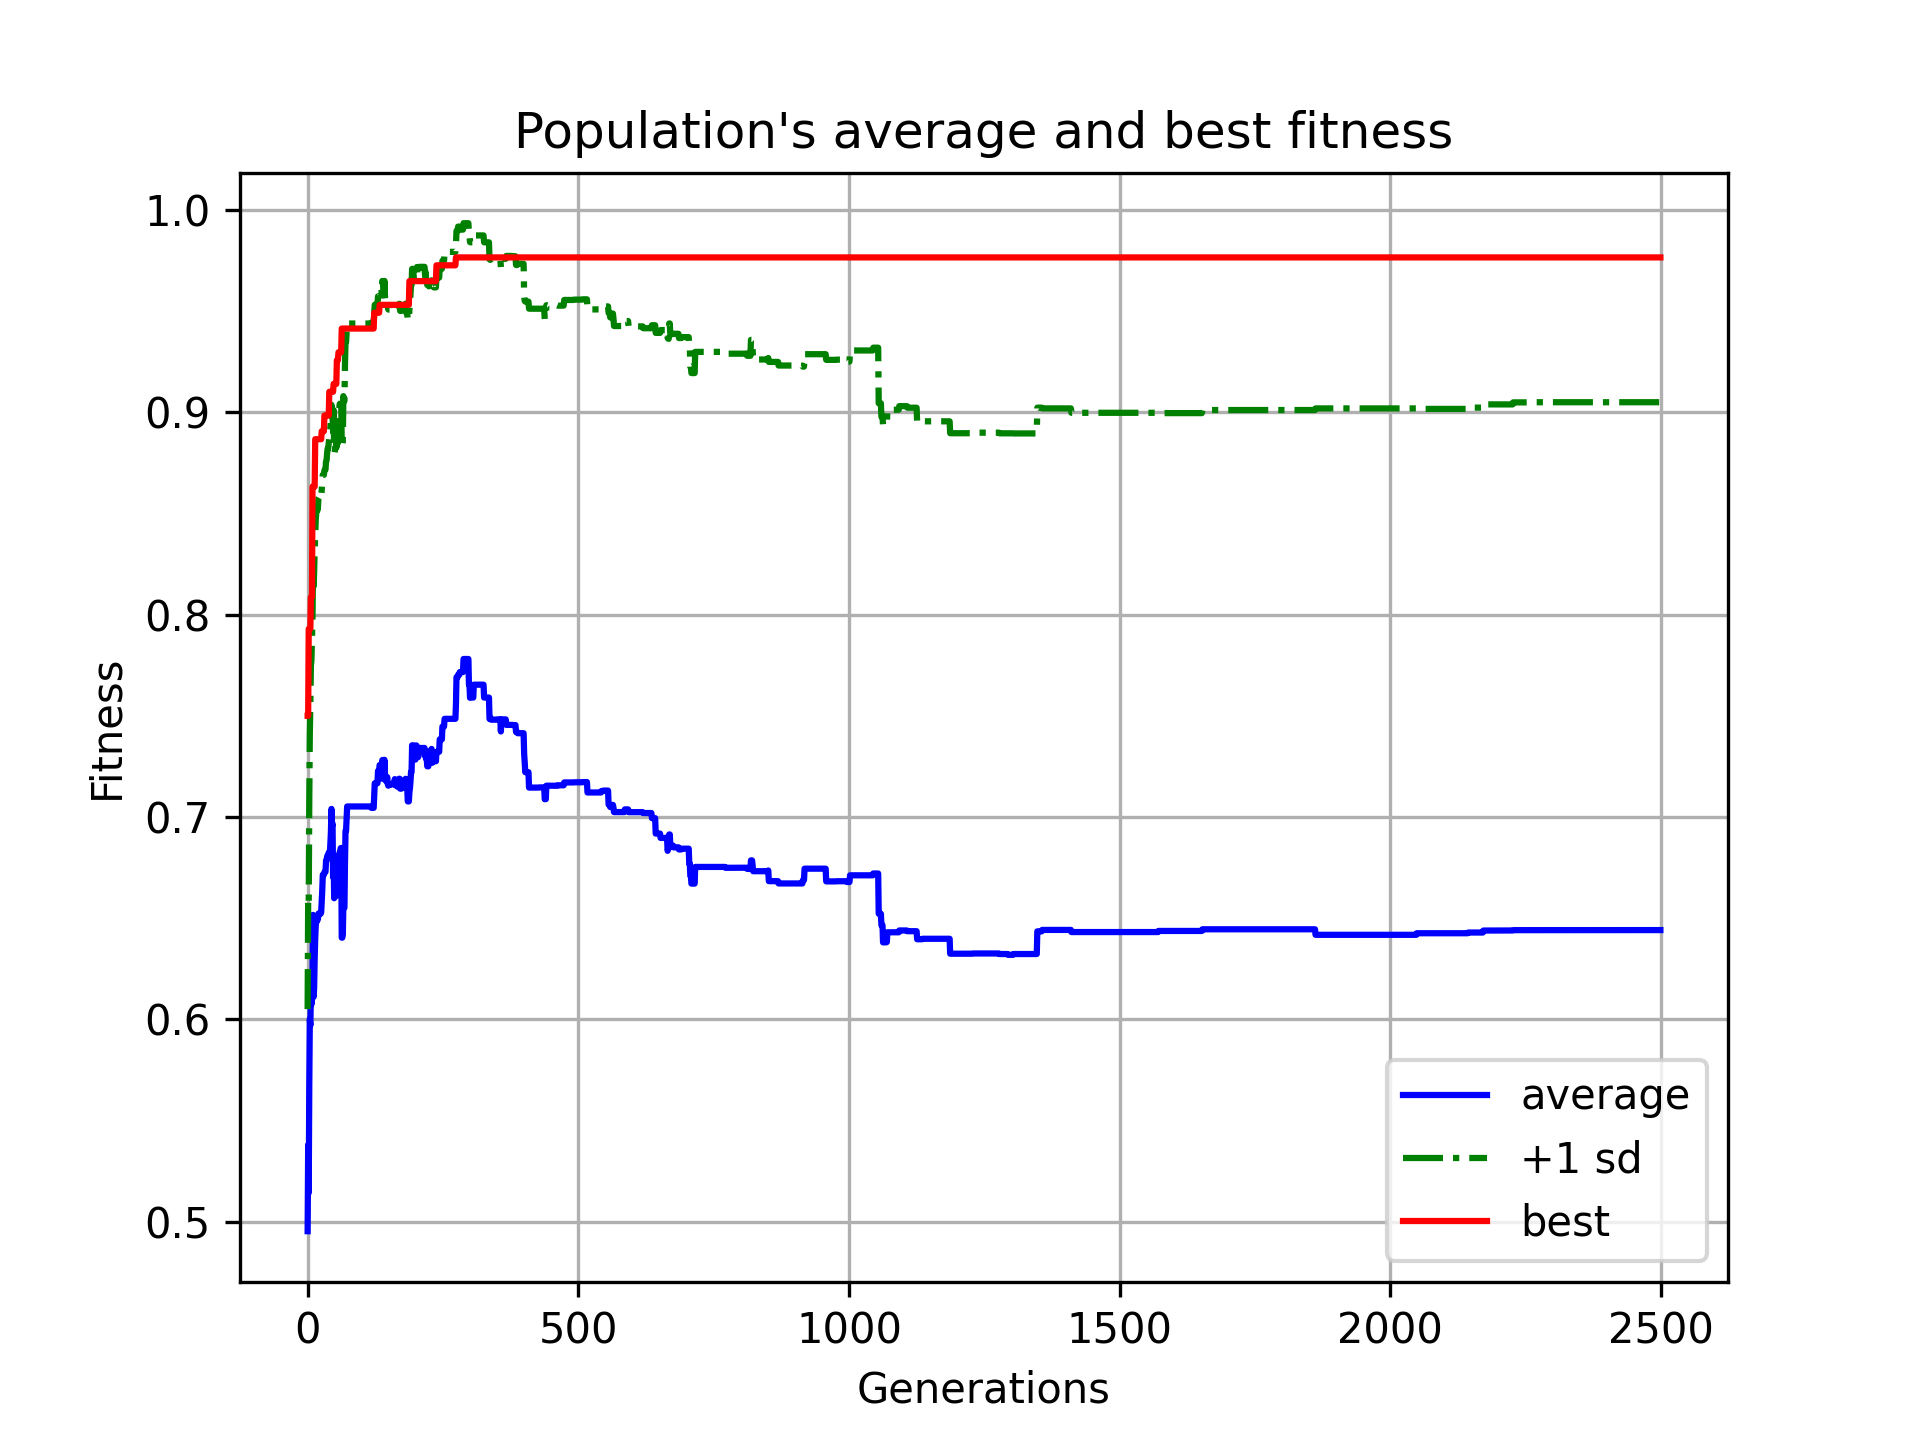 Population's average and best fitness
1.0
0.9
0.8
0.7
0.6
0.5
Fitness
0 500 1000 1500 2000 2500
Generations
average
+1 sd
best